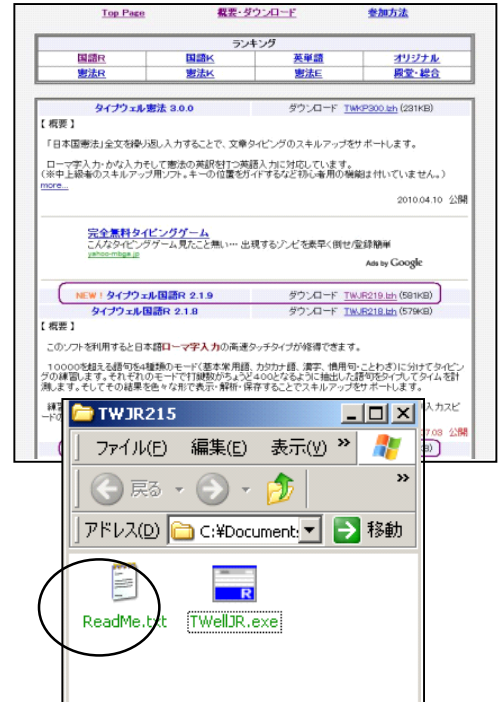 Top Page 概要・ダウンロード 参加方法
ランキング
国語R 国語K 英単語 オリジナル
憲法R 憲法K 憲法E 殿堂・総合
タイプウェル憲法 3.0.0 ダウンロード TWKP300.lzh (231KB)
【 概要 】
「日本国憲法」全文を繰り返し入力することで、文章タイピングのスキルアップをサポートします。
ローマ字入力・かな入力そして憲法の英訳を打つ英語入力に対応しています。
(※中上級者のスキルアップ用ソフト。キーの位置をガイドするなど初心者用の機能は付いていません。)
more...
2010.04.10 公開
完全無料タイピングゲーム
こんなタイピングゲーム見たこと無い… 出現するゾンビを素早く倒せ/登録簡単
yahoo-mbga.jp
Ads by Google
NEW! タイプウェル国語R 2.1.9 ダウンロード TWJR219.lzh (581KB)
タイプウェル国語R 2.1.8 ダウンロード TWJR218.lzh (579KB)
【 概要 】
このソフトを利用すると日本語ローマ字入力の高速タッチタイプが修得できます。
10000を超える語句を4種類のモード(基本常用語、カタカナ語、漢字、慣用句・ことわざ)に分けてタイピングの練習します。それぞれのモードで打鍵数がちょうど400となるように抽出した語句をタイプしてタイムを計測します。そしてその結果を色々な形で表示・解析・保存することでスキルアップをサポートします。
練習
入力スピ
ードの
07.03 公開
TWJR215
ファイル(F) 編集(E) 表示(V) »
戻る »
アドレス(D) C:¥Document: 移動
ReadMe.txt TWellJR.exe